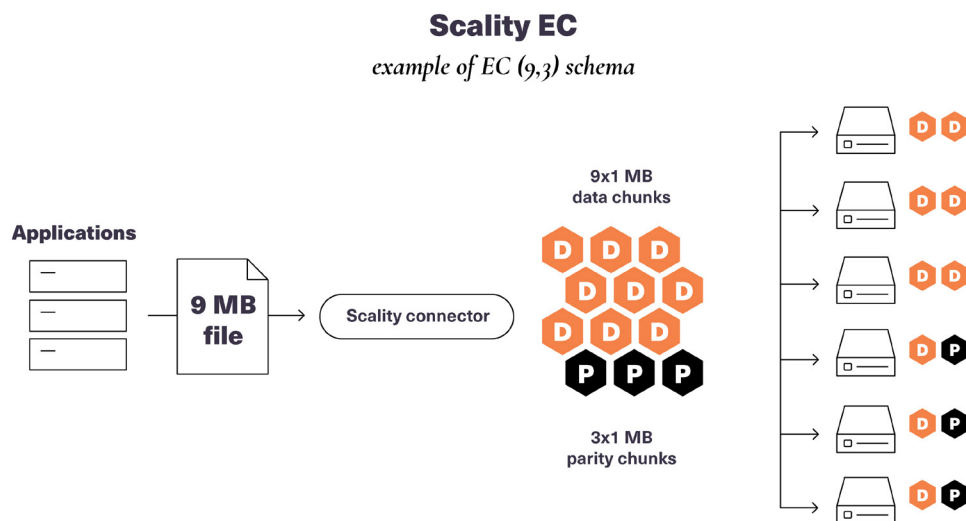 Scality EC
example of EC (9,3) schema
Applications
9 MB
file
Scality connector
9x1 MB
data chunks
D D D
D D D
D D D
P P P
3x1 MB
parity chunks
D D
D D
D D
D P
D P
D P